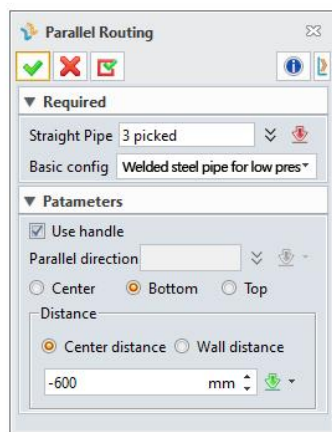 Parallel Routing
Required
Straight Pipe 3 picked
Basic config Welded steel pipe for low pres
Patameters
Use handle
Parallel direction
Center Bottom Top
Distance
Center distance Wall distance
-600 mm